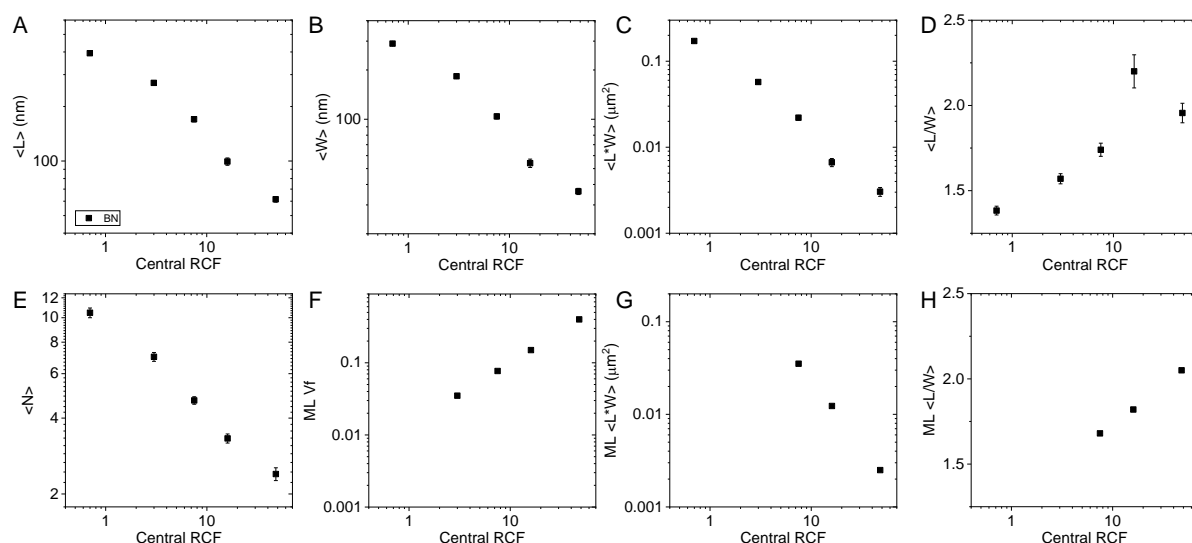 A
<L> (nm)
100
BN
1
10
Central RCF
B
<W> (nm)
100
1
10
Central RCF
C
<L*W> (μm²)
0.1
0.01
0.001
1
10
Central RCF
D
<L/W>
2.5
2.0
1.5
1
10
Central RCF
E
<N>
12
10
8
6
4
2
1
10
Central RCF
F
ML Vf
0.1
0.01
0.001
1
10
Central RCF
G
ML <L*W> (μm²)
0.1
0.01
0.001
1
10
Central RCF
H
ML <L/W>
2.5
2.0
1.5
1
10
Central RCF